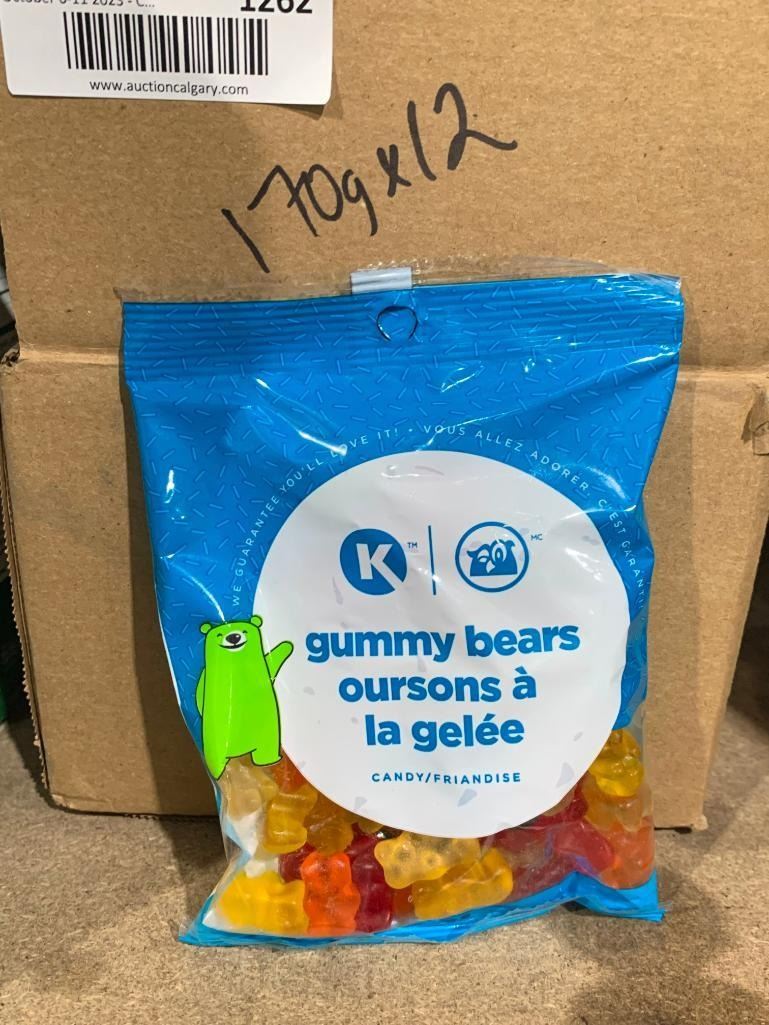 1262
www.auctioncalgary.com
170g x 12
WE GUARANTEE YOU'LL LOVE IT! • VOUS ALLEZ ADORER, C'EST GARANTI
K™ | MC
gummy bears
oursons à
la gelée
CANDY/FRIANDISE